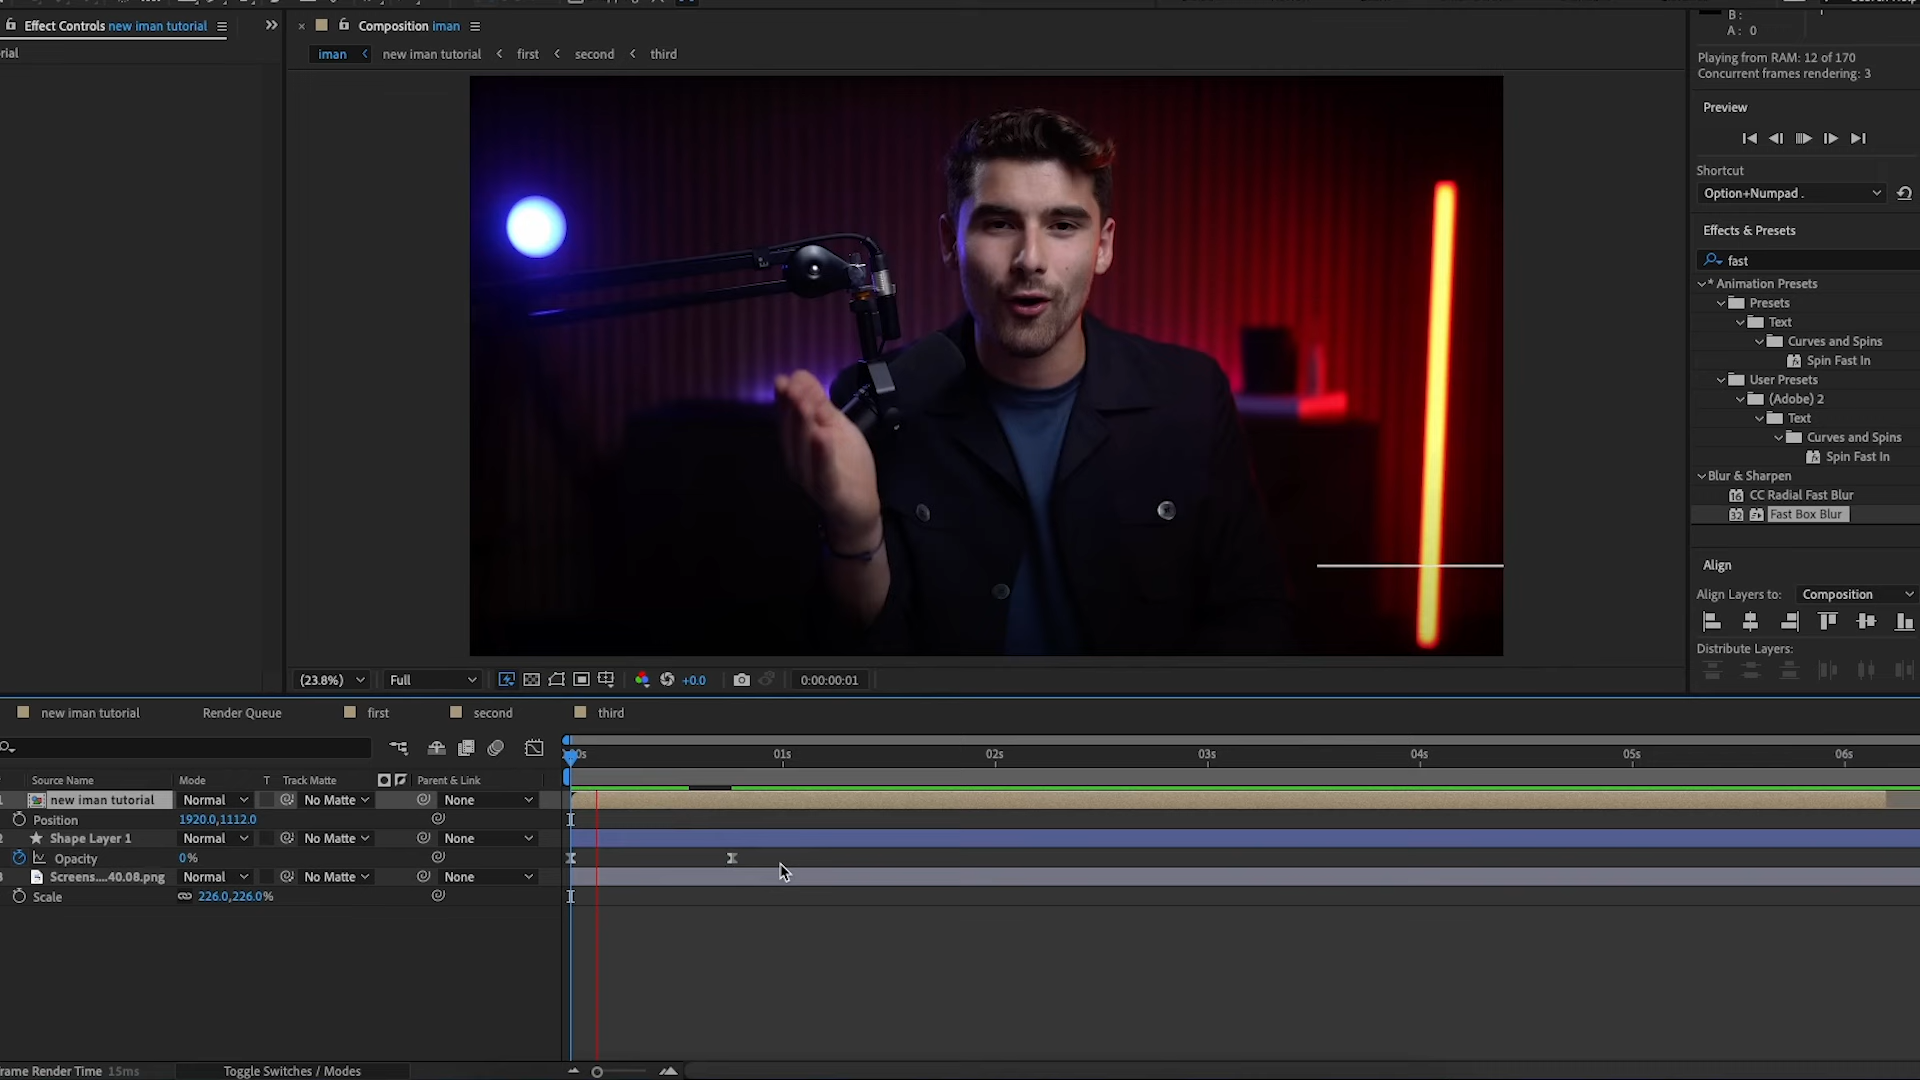 Effect Controls new iman tutorial
rial
Composition iman
iman
new iman tutorial
first
second
third
B:
A: 0
Playing from RAM: 12 of 170
Concurrent frames rendering: 3
Preview
Shortcut
Option+Numpad .
Effects & Presets
fast
* Animation Presets
Presets
Text
Curves and Spins
Spin Fast In
User Presets
(Adobe) 2
Text
Curves and Spins
Spin Fast In
Blur & Sharpen
16 CC Radial Fast Blur
32 Fast Box Blur
Align
Align Layers to: Composition
Distribute Layers:
(23.8%) Full +0.0 0:00:00:01
new iman tutorial Render Queue first second third
01s 02s 03s 04s 05s 06s
Source Name Mode T Track Matte Parent & Link
1 new iman tutorial Normal No Matte None
Position 1920.0,1112.0
2 Shape Layer 1 Normal No Matte None
Opacity 0%
Screens....40.08.png Normal No Matte None
Scale 226.0,226.0%
rame Render Time 15ms Toggle Switches / Modes